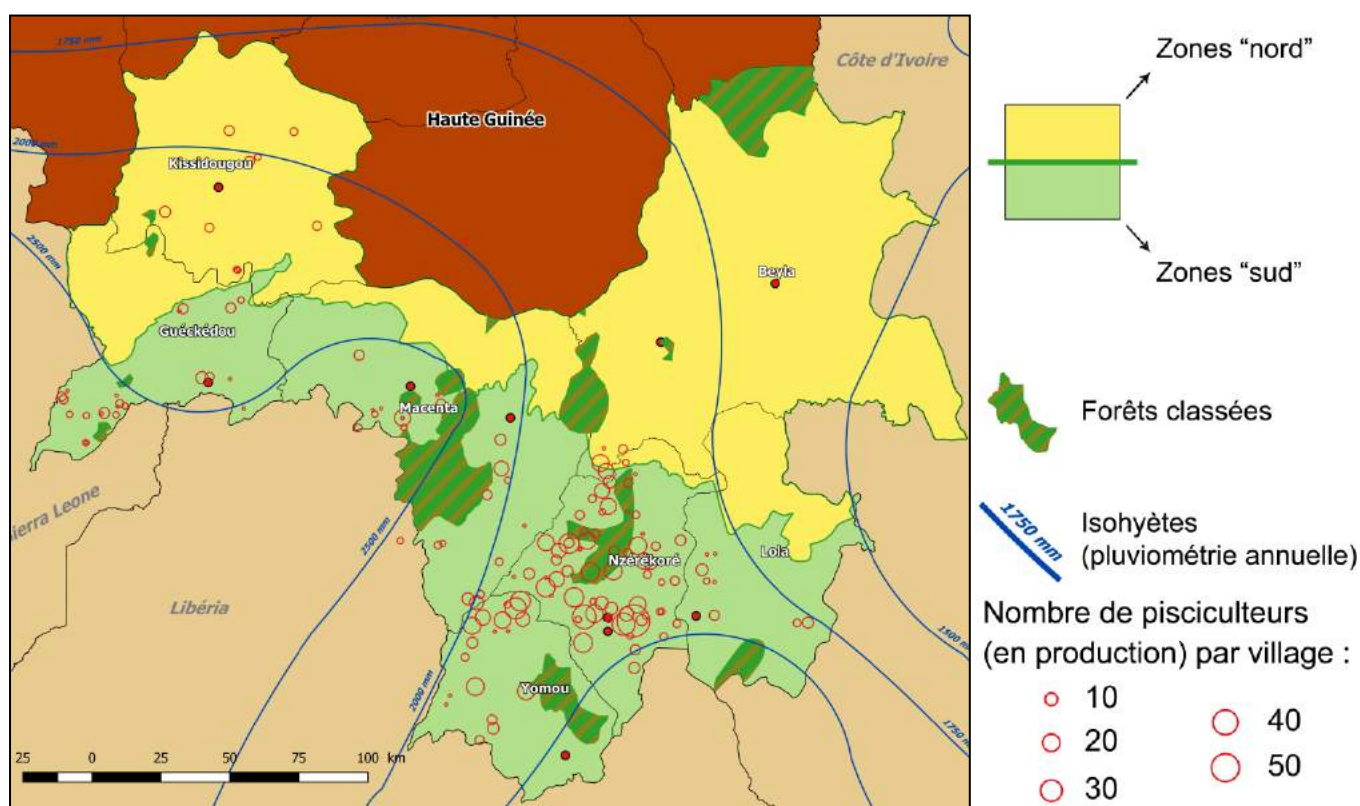 1750 mm
Côte d'Ivoire
Haute Guinée
2000 mm
Kissidougou
2500 mm
Beyla
Guéckédou
Macenta
Sierra Leone
2500 mm
Nzérékoré
Lola
Libéria
2000 mm
1500 mm
Yomou
1750 mm
25 0 25 50 75 100 km
Zones "nord"
Zones "sud"
Forêts classées
1750 mm
Isohyètes
(pluviométrie annuelle)
Nombre de pisciculteurs
(en production) par village :
10
40
20
50
30